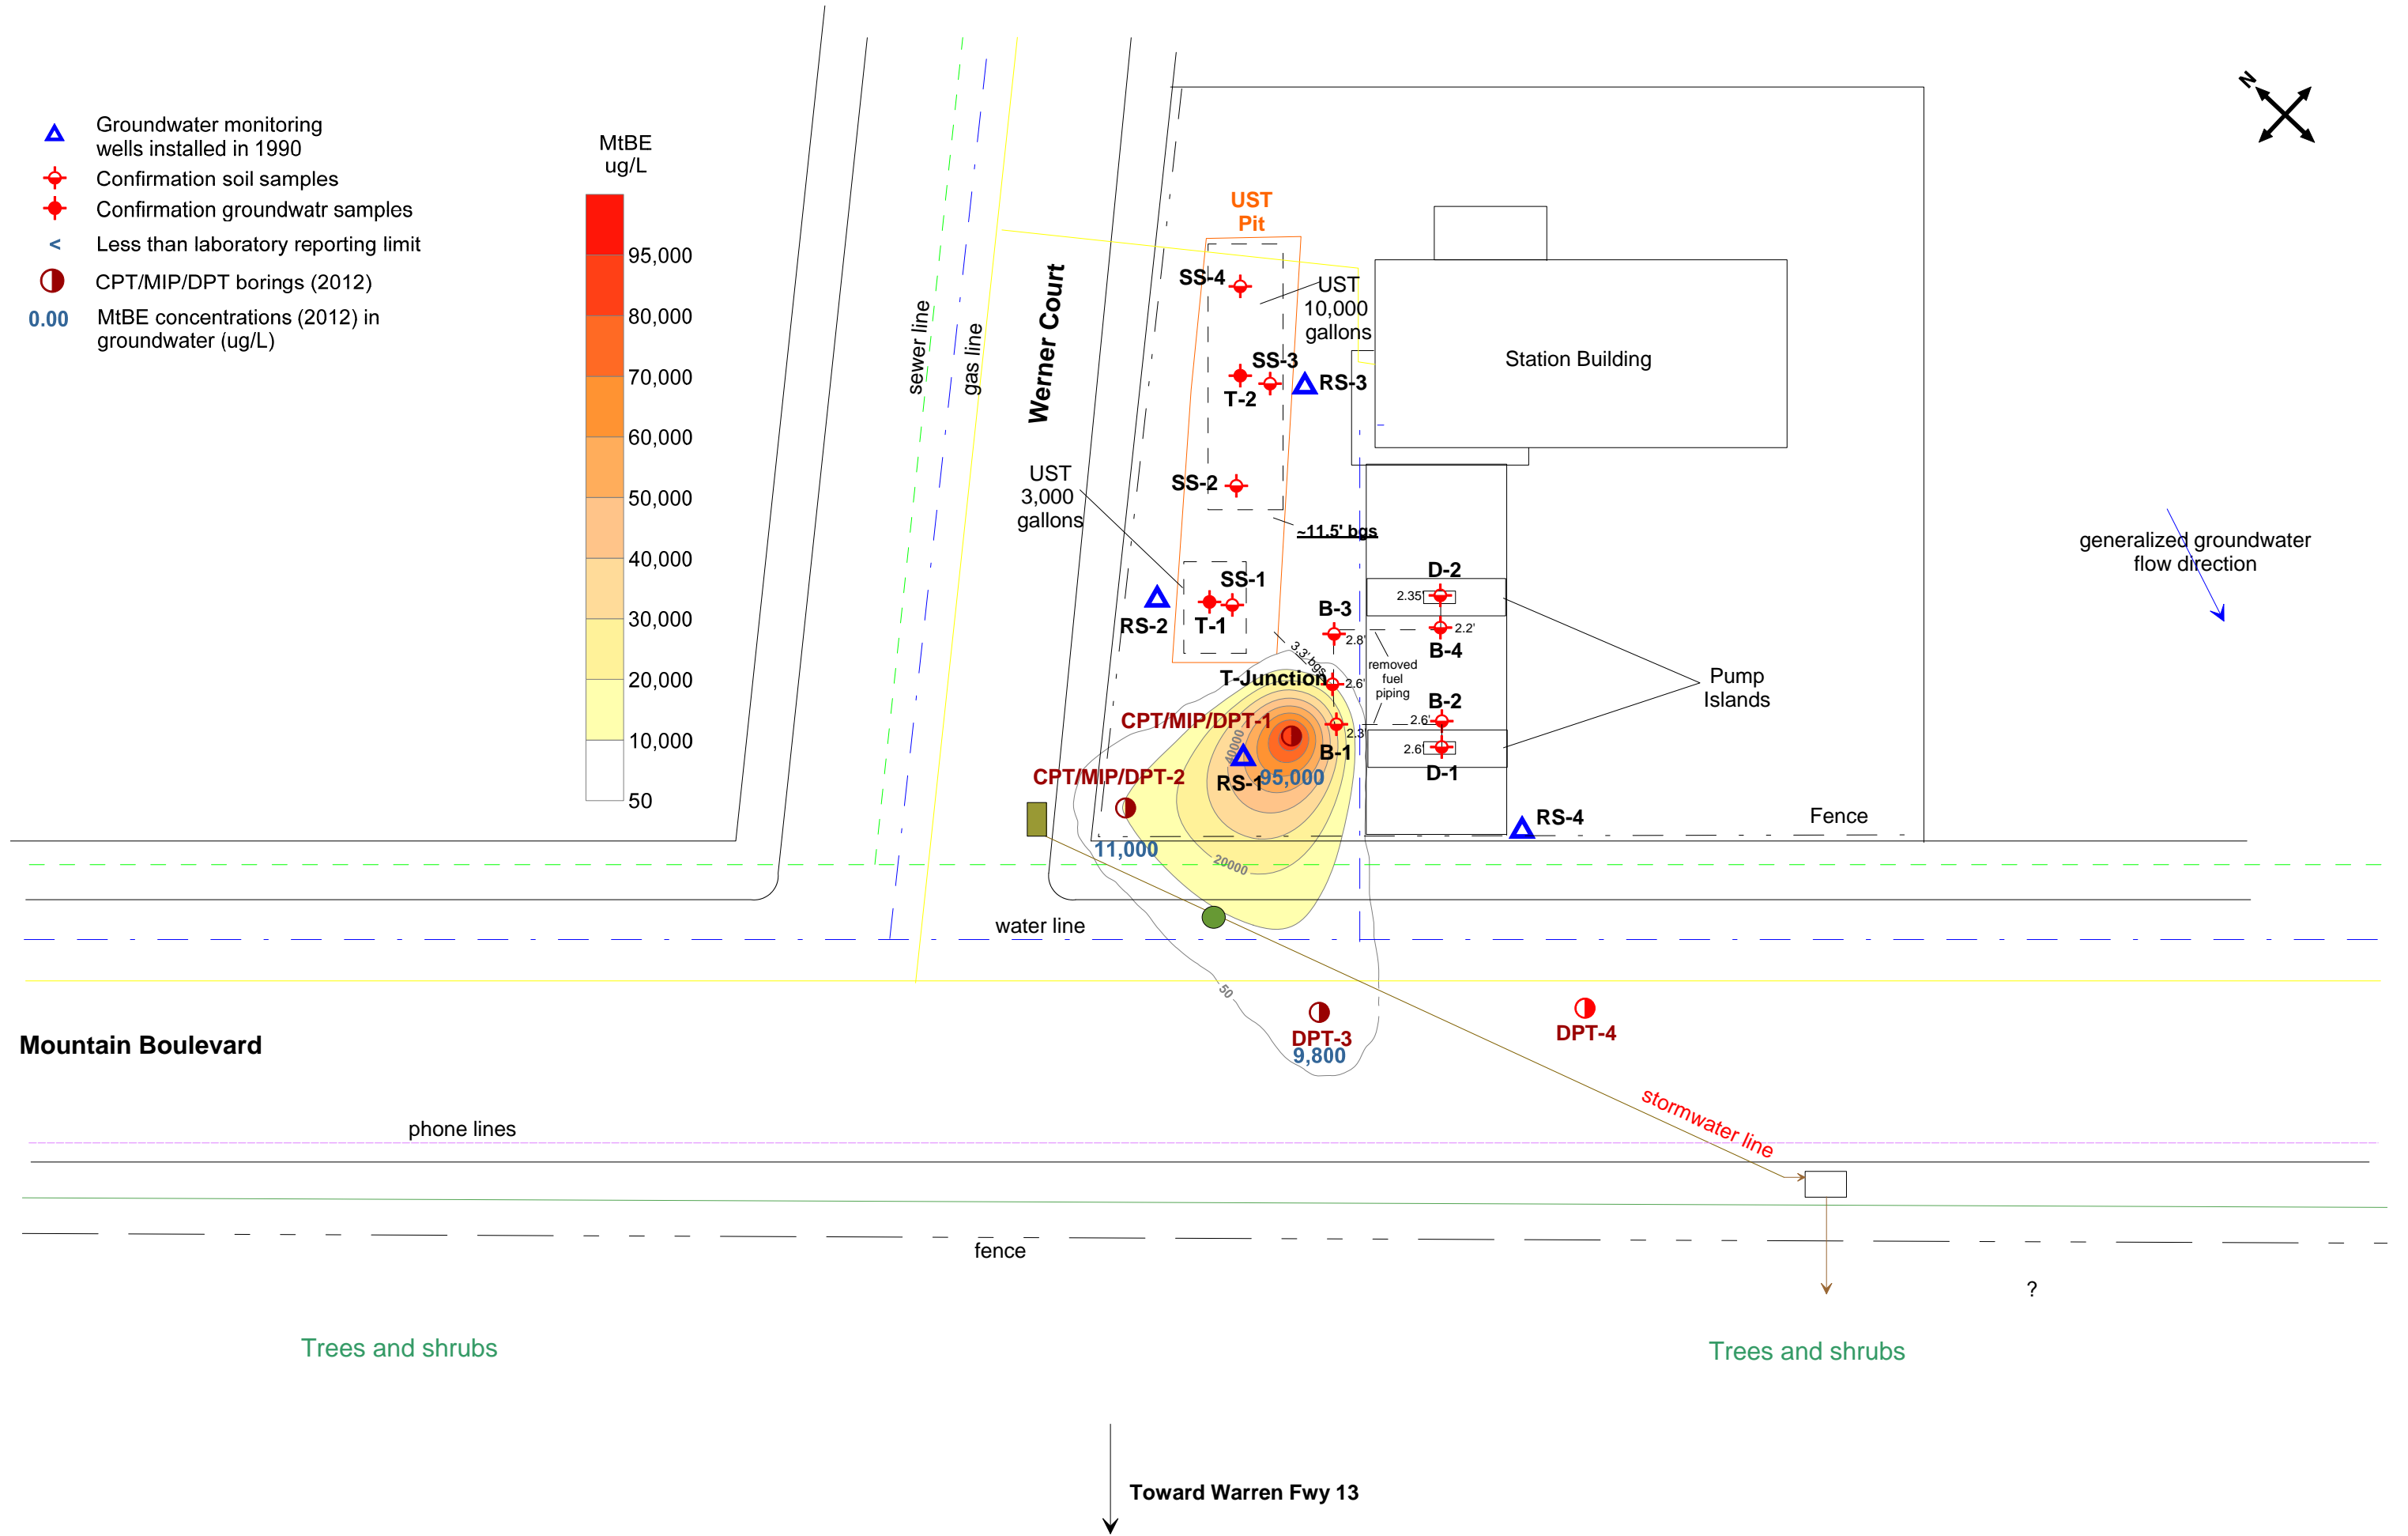 N
Groundwater monitoring
wells installed in 1990
Confirmation soil samples
Confirmation groundwatr samples
< Less than laboratory reporting limit
CPT/MIP/DPT borings (2012)
0.00 MtBE concentrations (2012) in
groundwater (ug/L)
MtBE
ug/L
95,000
80,000
70,000
60,000
50,000
40,000
30,000
20,000
10,000
50
sewer line
gas line
Werner Court
UST
Pit
SS-4
UST
10,000
gallons
Station Building
SS-3
T-2
RS-3
SS-2
UST
3,000
gallons
~11.5' bgs
generalized groundwater
flow direction
SS-1
RS-2
T-1
B-3
2.8'
D-2
2.35'
2.2'
B-4
3.3' bgs
removed
fuel
piping
T-Junction
2.6'
Pump
Islands
B-2
2.6'
CPT/MIP/DPT-1
2.3'
B-1
2.6'
D-1
40000
RS-1
95,000
CPT/MIP/DPT-2
11,000
20000
RS-4
Fence
water line
50
DPT-3
9,800
DPT-4
Mountain Boulevard
stormwater line
phone lines
fence
?
Trees and shrubs
Trees and shrubs
Toward Warren Fwy 13